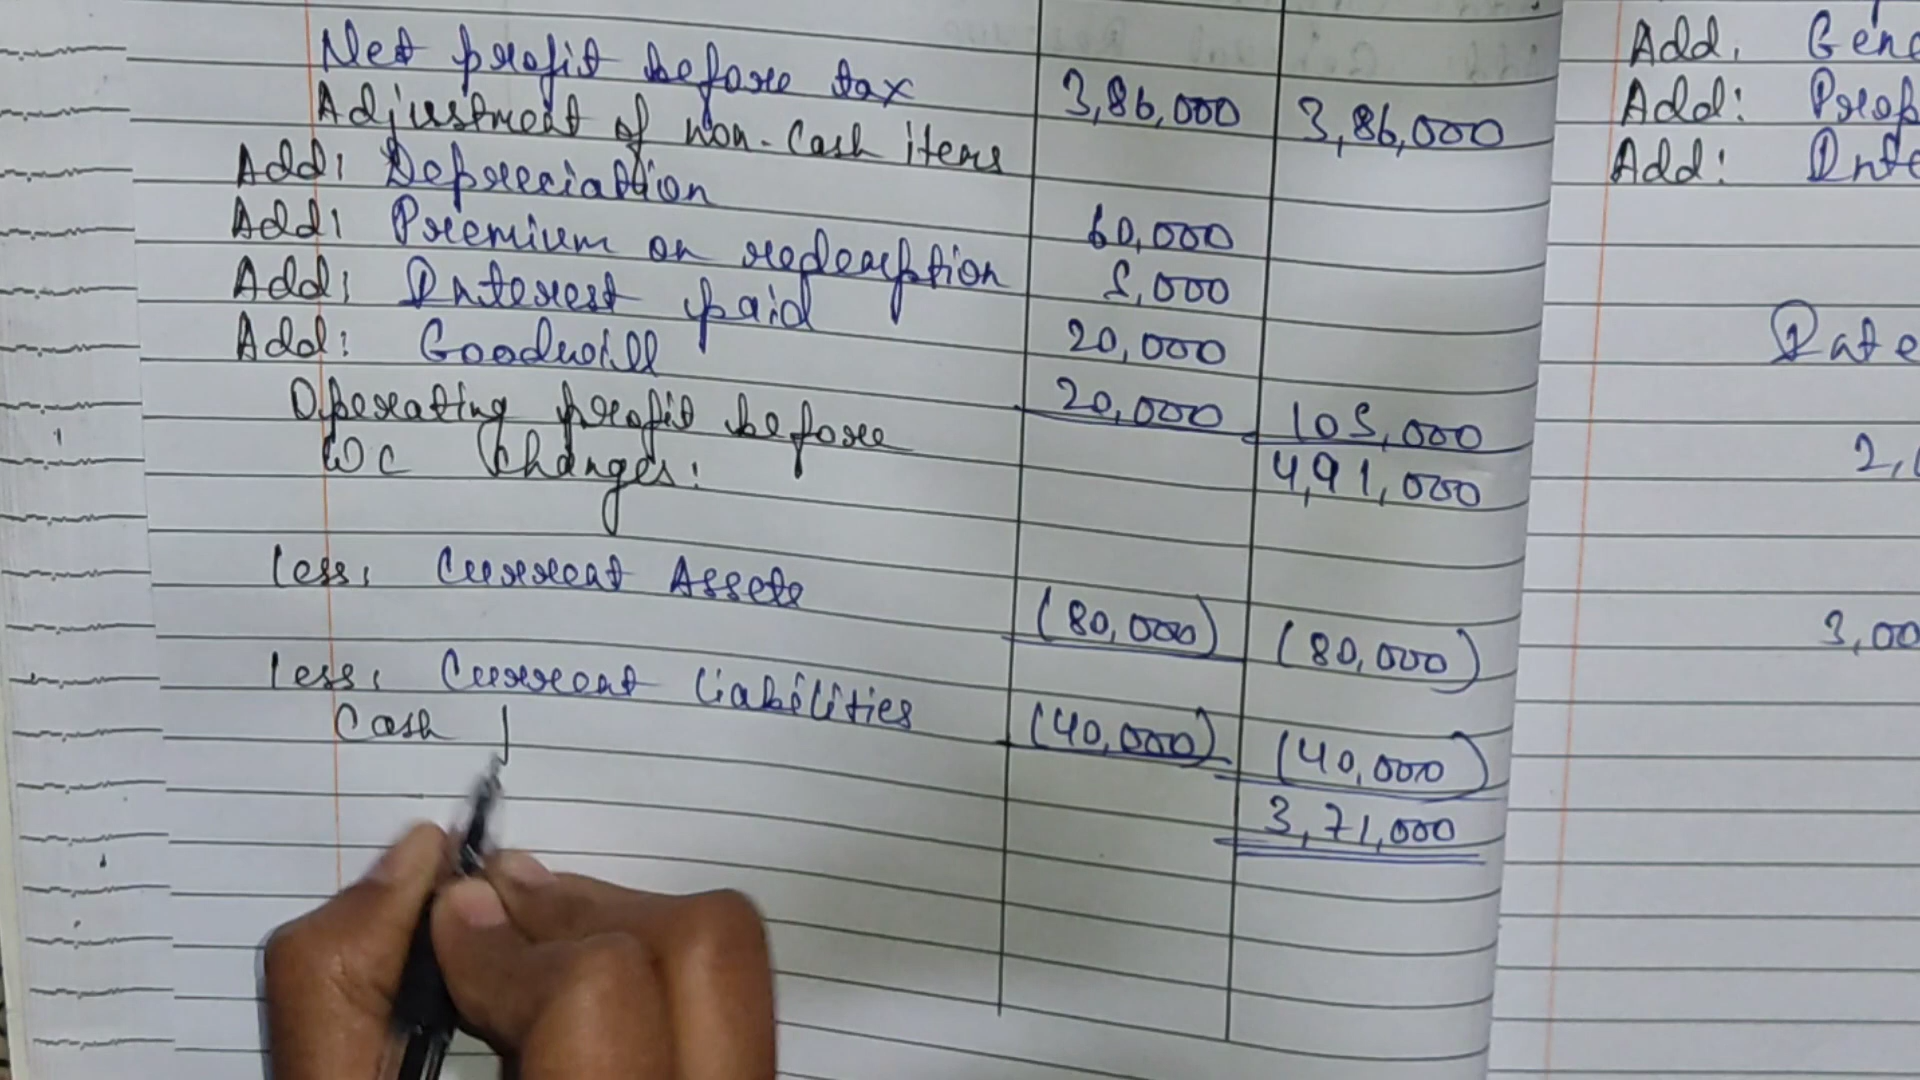 Net profit before tax 3,86,000 3,86,000
Adjustment of non-cash items
Add: Depreciation 60,000
Add: Premium on redemption 5,000
Add: Interest paid 20,000
Add: Goodwill 20,000 105,000
Operating profit before
WC Changes: 4,91,000
Less: Current Assets (80,000) (80,000)
Less: Current Liabilities (40,000) (40,000)
Cash 3,71,000
Add.
Add:
Add:
3,00